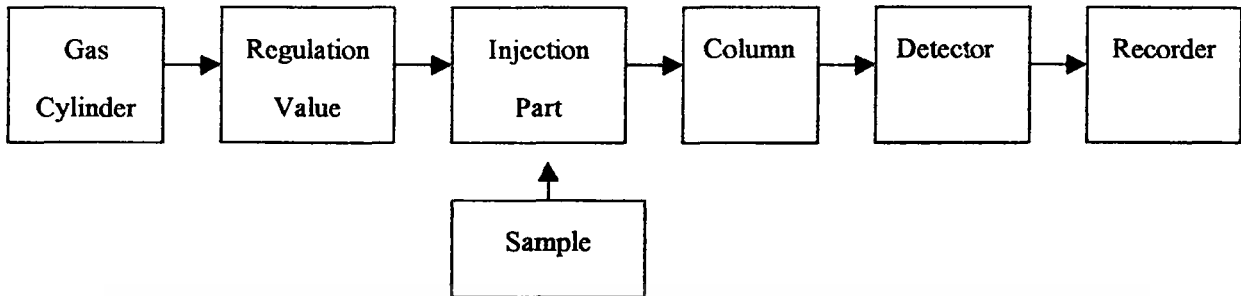 Gas
Cylinder
Regulation
Value
Injection
Part
Column
Detector
Recorder
Sample